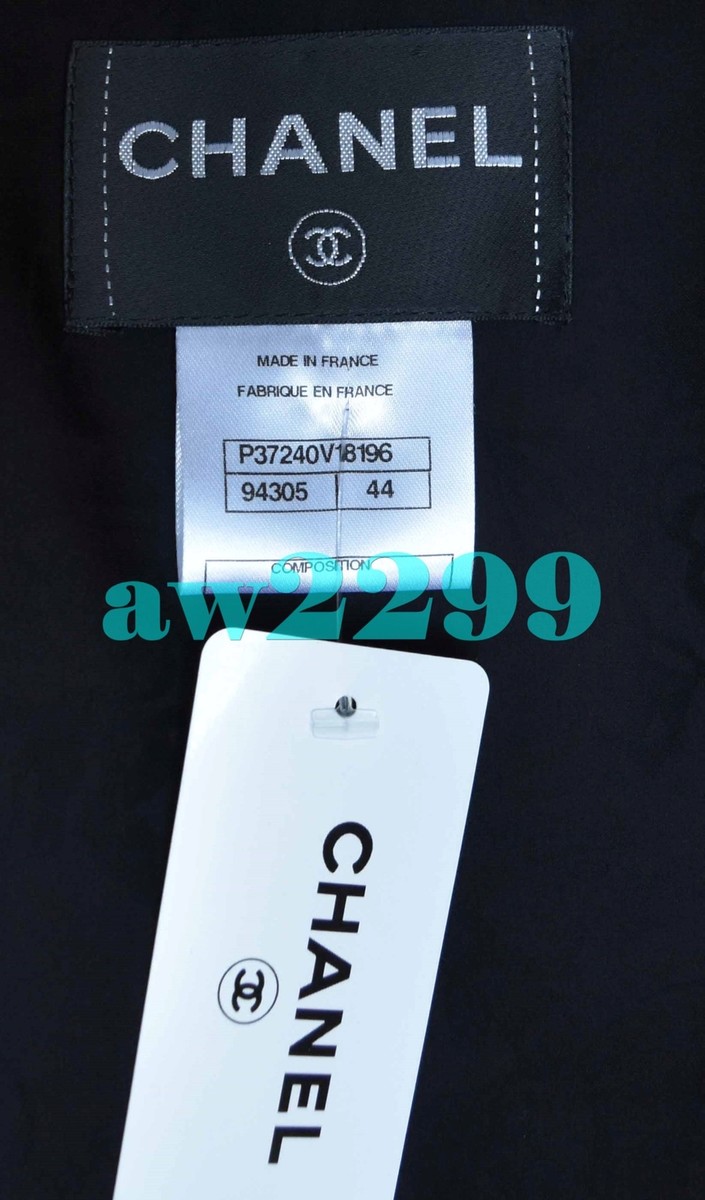 CHANEL
MADE IN FRANCE
FABRIQUE EN FRANCE
P37240V18196
94305 44
COMPOSITION
aw2299
CHANEL